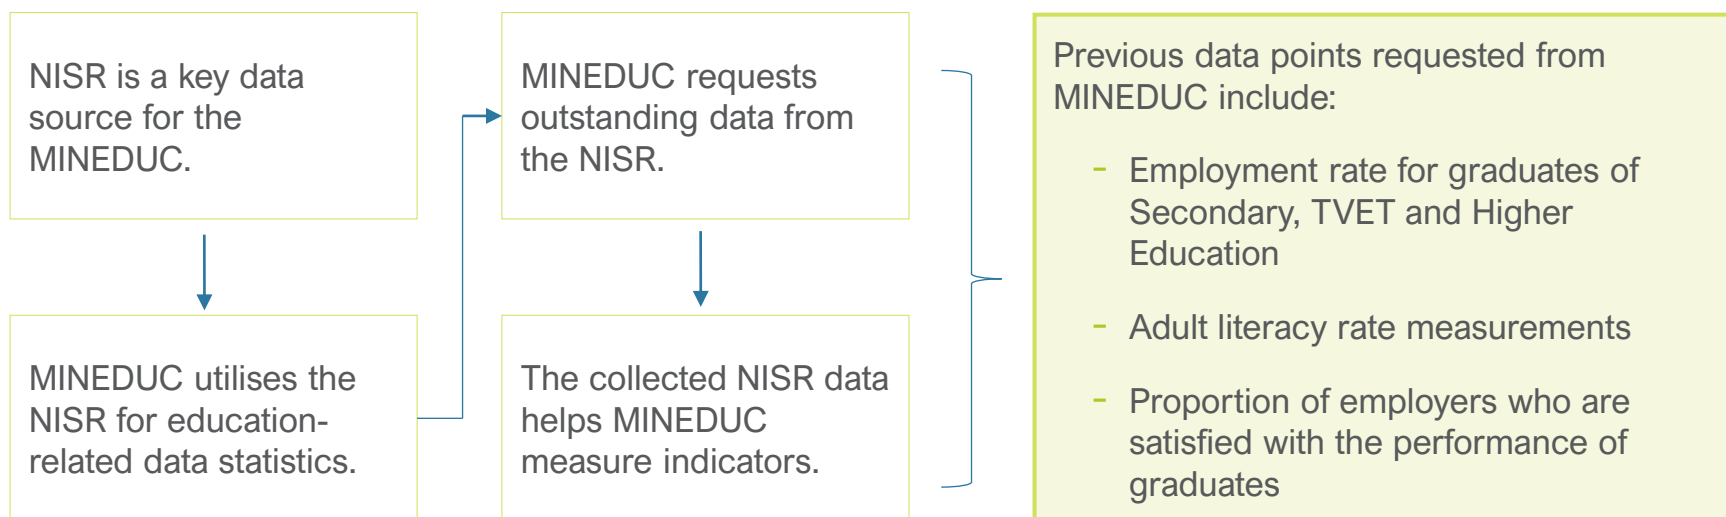 NISR is a key data
source for the
MINEDUC.
MINEDUC utilises the
NISR for education-
related data statistics.
MINEDUC requests
outstanding data from
the NISR.
The collected NISR data
helps MINEDUC
measure indicators.
Previous data points requested from
MINEDUC include:
- Employment rate for graduates of
Secondary, TVET and Higher
Education
- Adult literacy rate measurements
- Proportion of employers who are
satisfied with the performance of
graduates